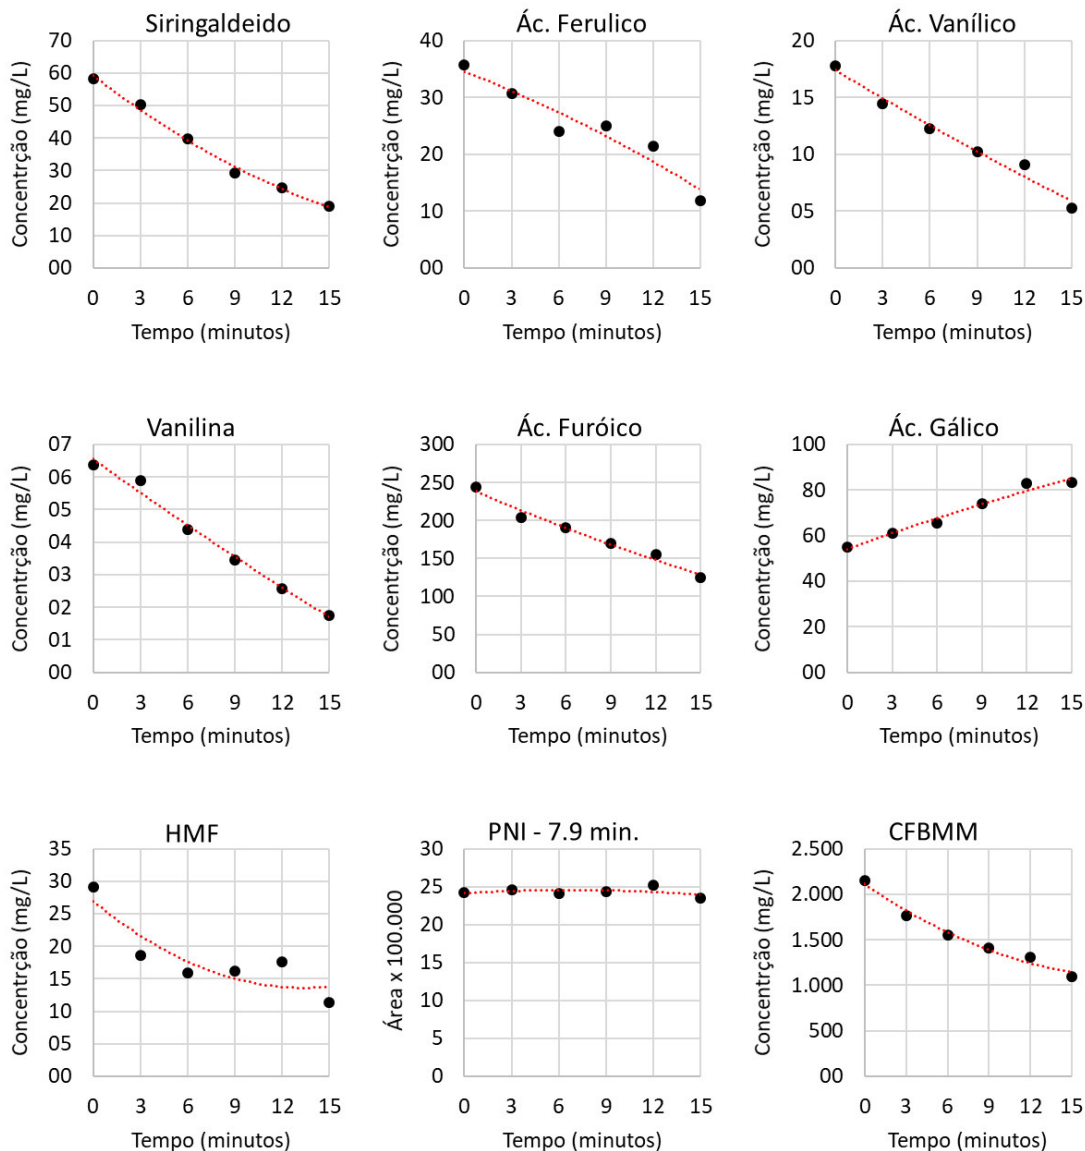 Siringaldeido
Concentrção (mg/L)
70
60
50
40
30
20
10
00
0 3 6 9 12 15
Tempo (minutos)
Ác. Ferulico
Concentrção (mg/L)
40
30
20
10
00
0 3 6 9 12 15
Tempo (minutos)
Ác. Vanílico
Concentrção (mg/L)
20
15
10
05
00
0 3 6 9 12 15
Tempo (minutos)
Vanilina
Concentrção (mg/L)
07
06
05
04
03
02
01
00
0 3 6 9 12 15
Tempo (minutos)
Ác. Furóico
Concentrção (mg/L)
300
250
200
150
100
50
00
0 3 6 9 12 15
Tempo (minutos)
Ác. Gálico
Concentrção (mg/L)
100
80
60
40
20
00
0 3 6 9 12 15
Tempo (minutos)
HMF
Concentrção (mg/L)
35
30
25
20
15
10
05
00
0 3 6 9 12 15
Tempo (minutos)
PNI - 7.9 min.
Área x 100.000
30
25
20
15
10
5
0
0 3 6 9 12 15
Tempo (minutos)
CFBMM
Concentrção (mg/L)
2.500
2.000
1.500
1.000
500
00
0 3 6 9 12 15
Tempo (minutos)